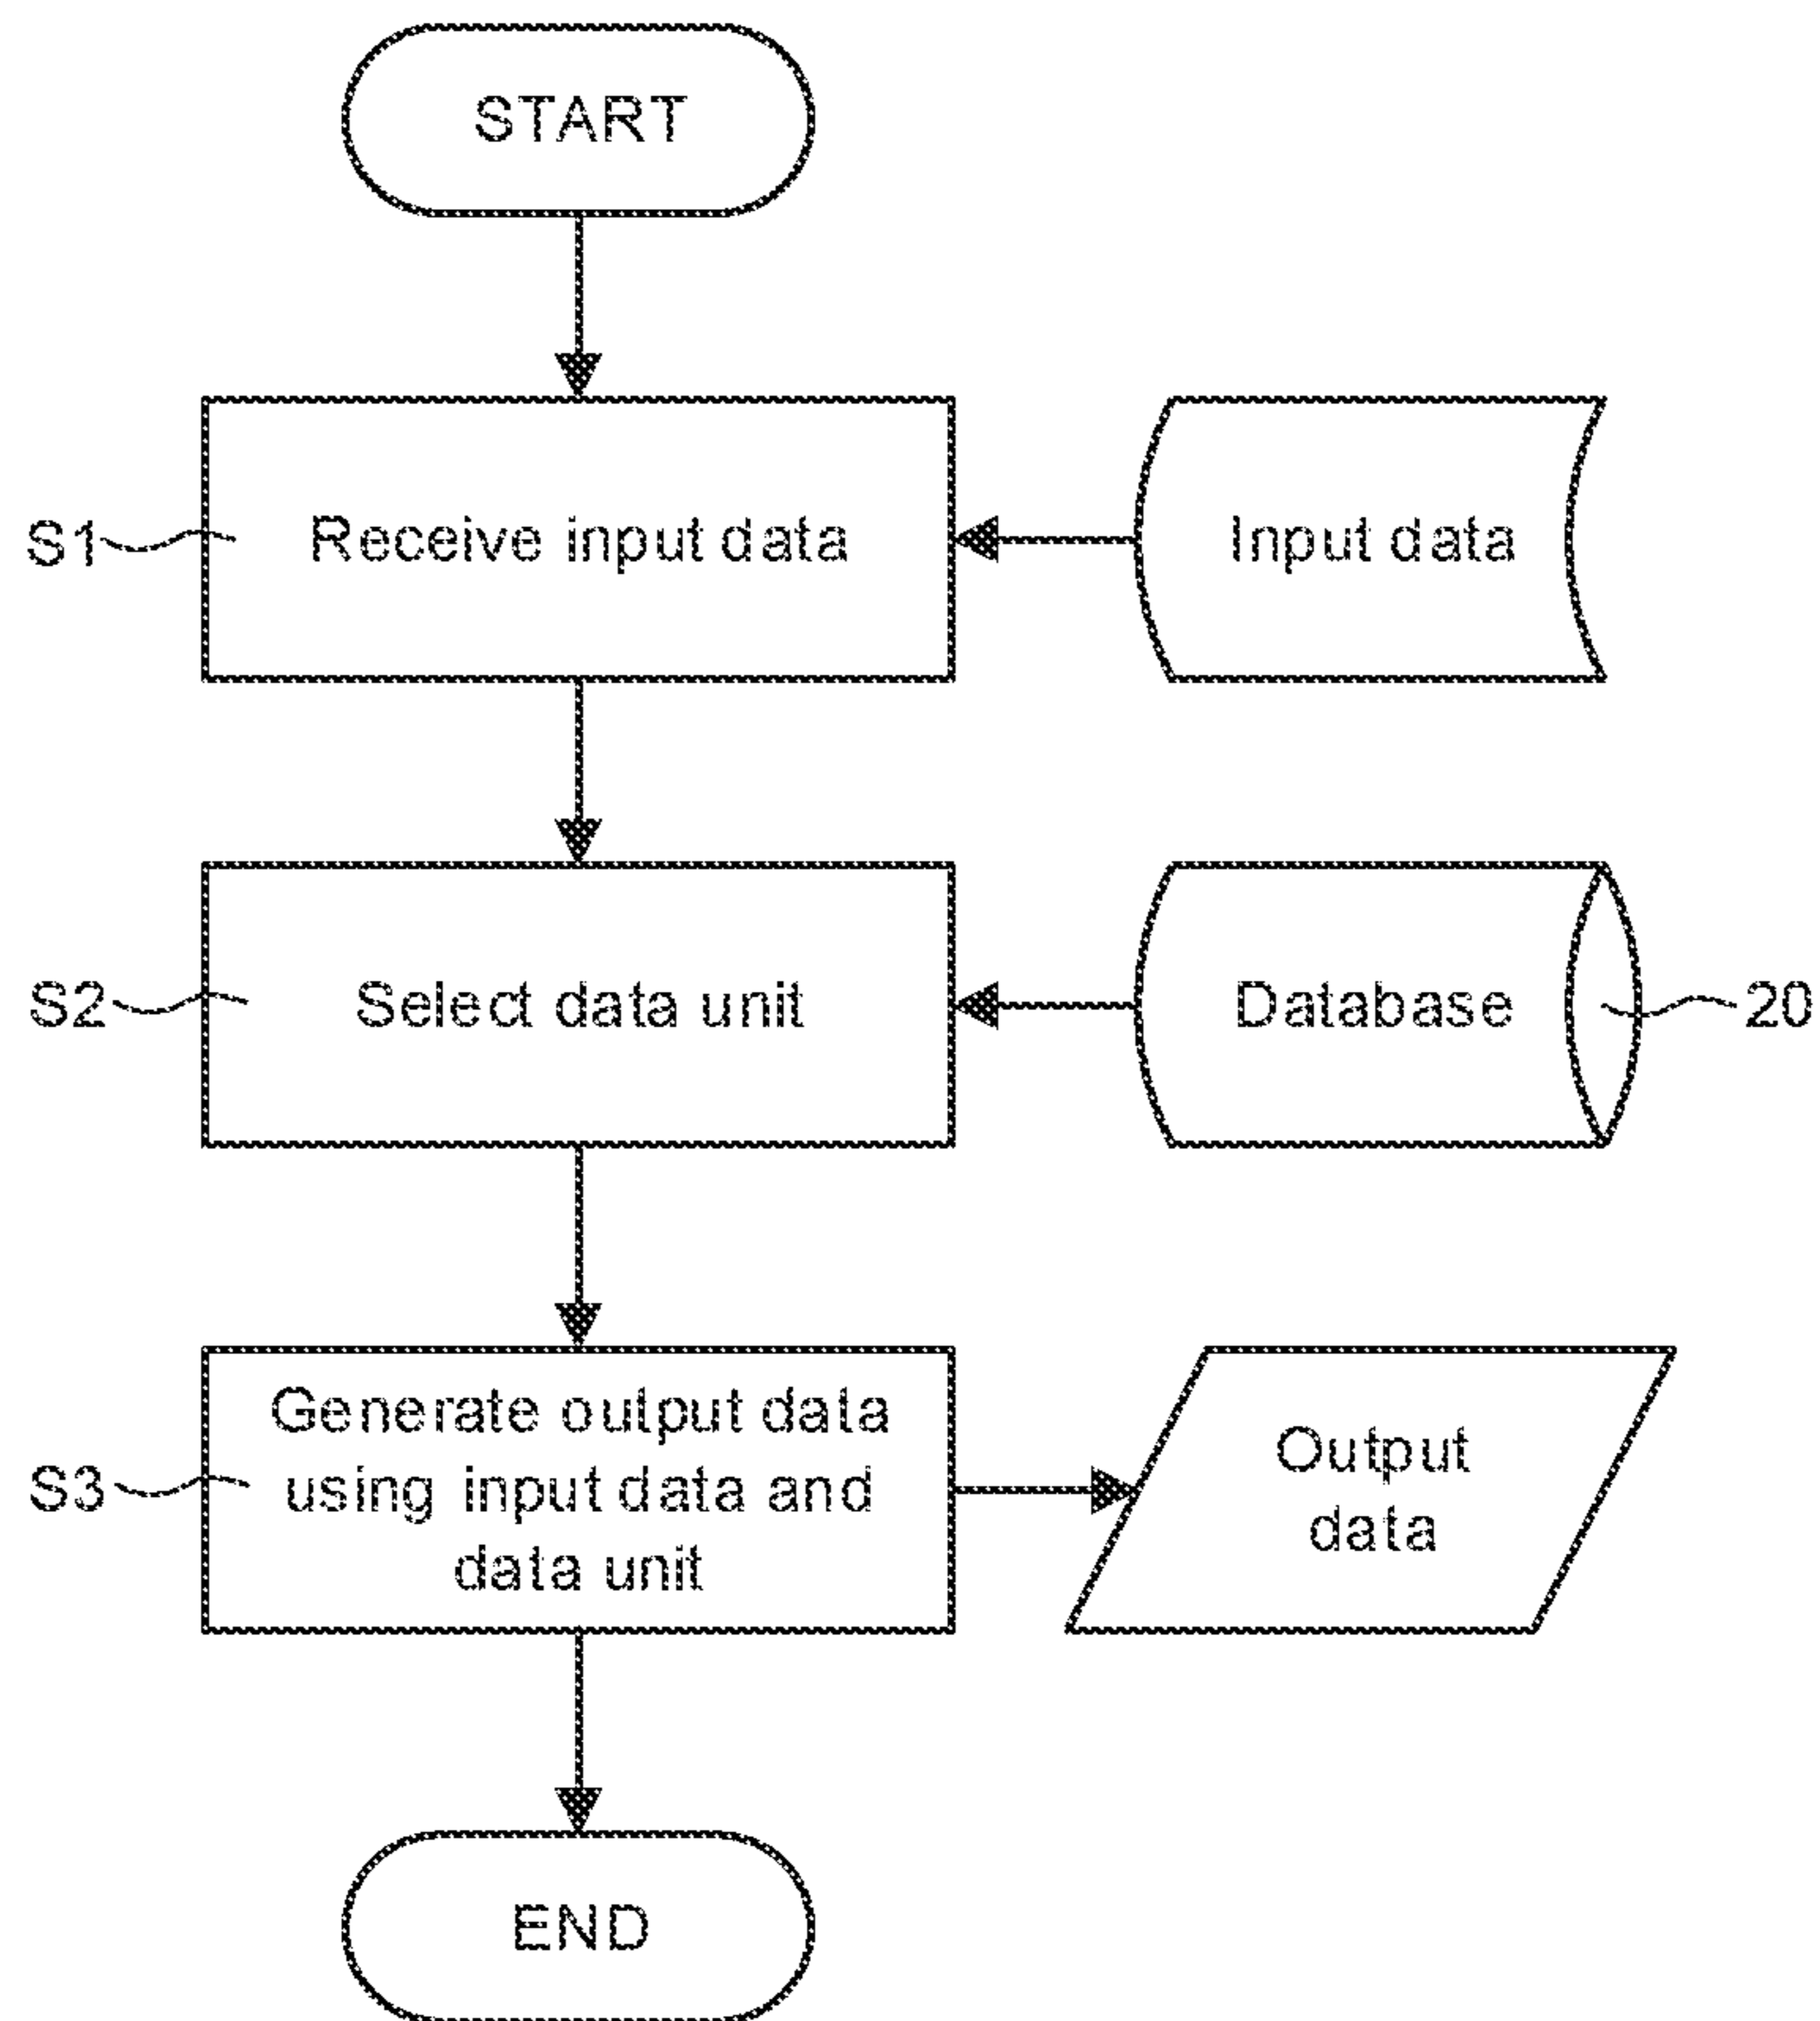 START
S1
Receive input data
Input data
S2
Select data unit
Database
20
S3
Generate output data
using input data and
data unit
Output
data
END